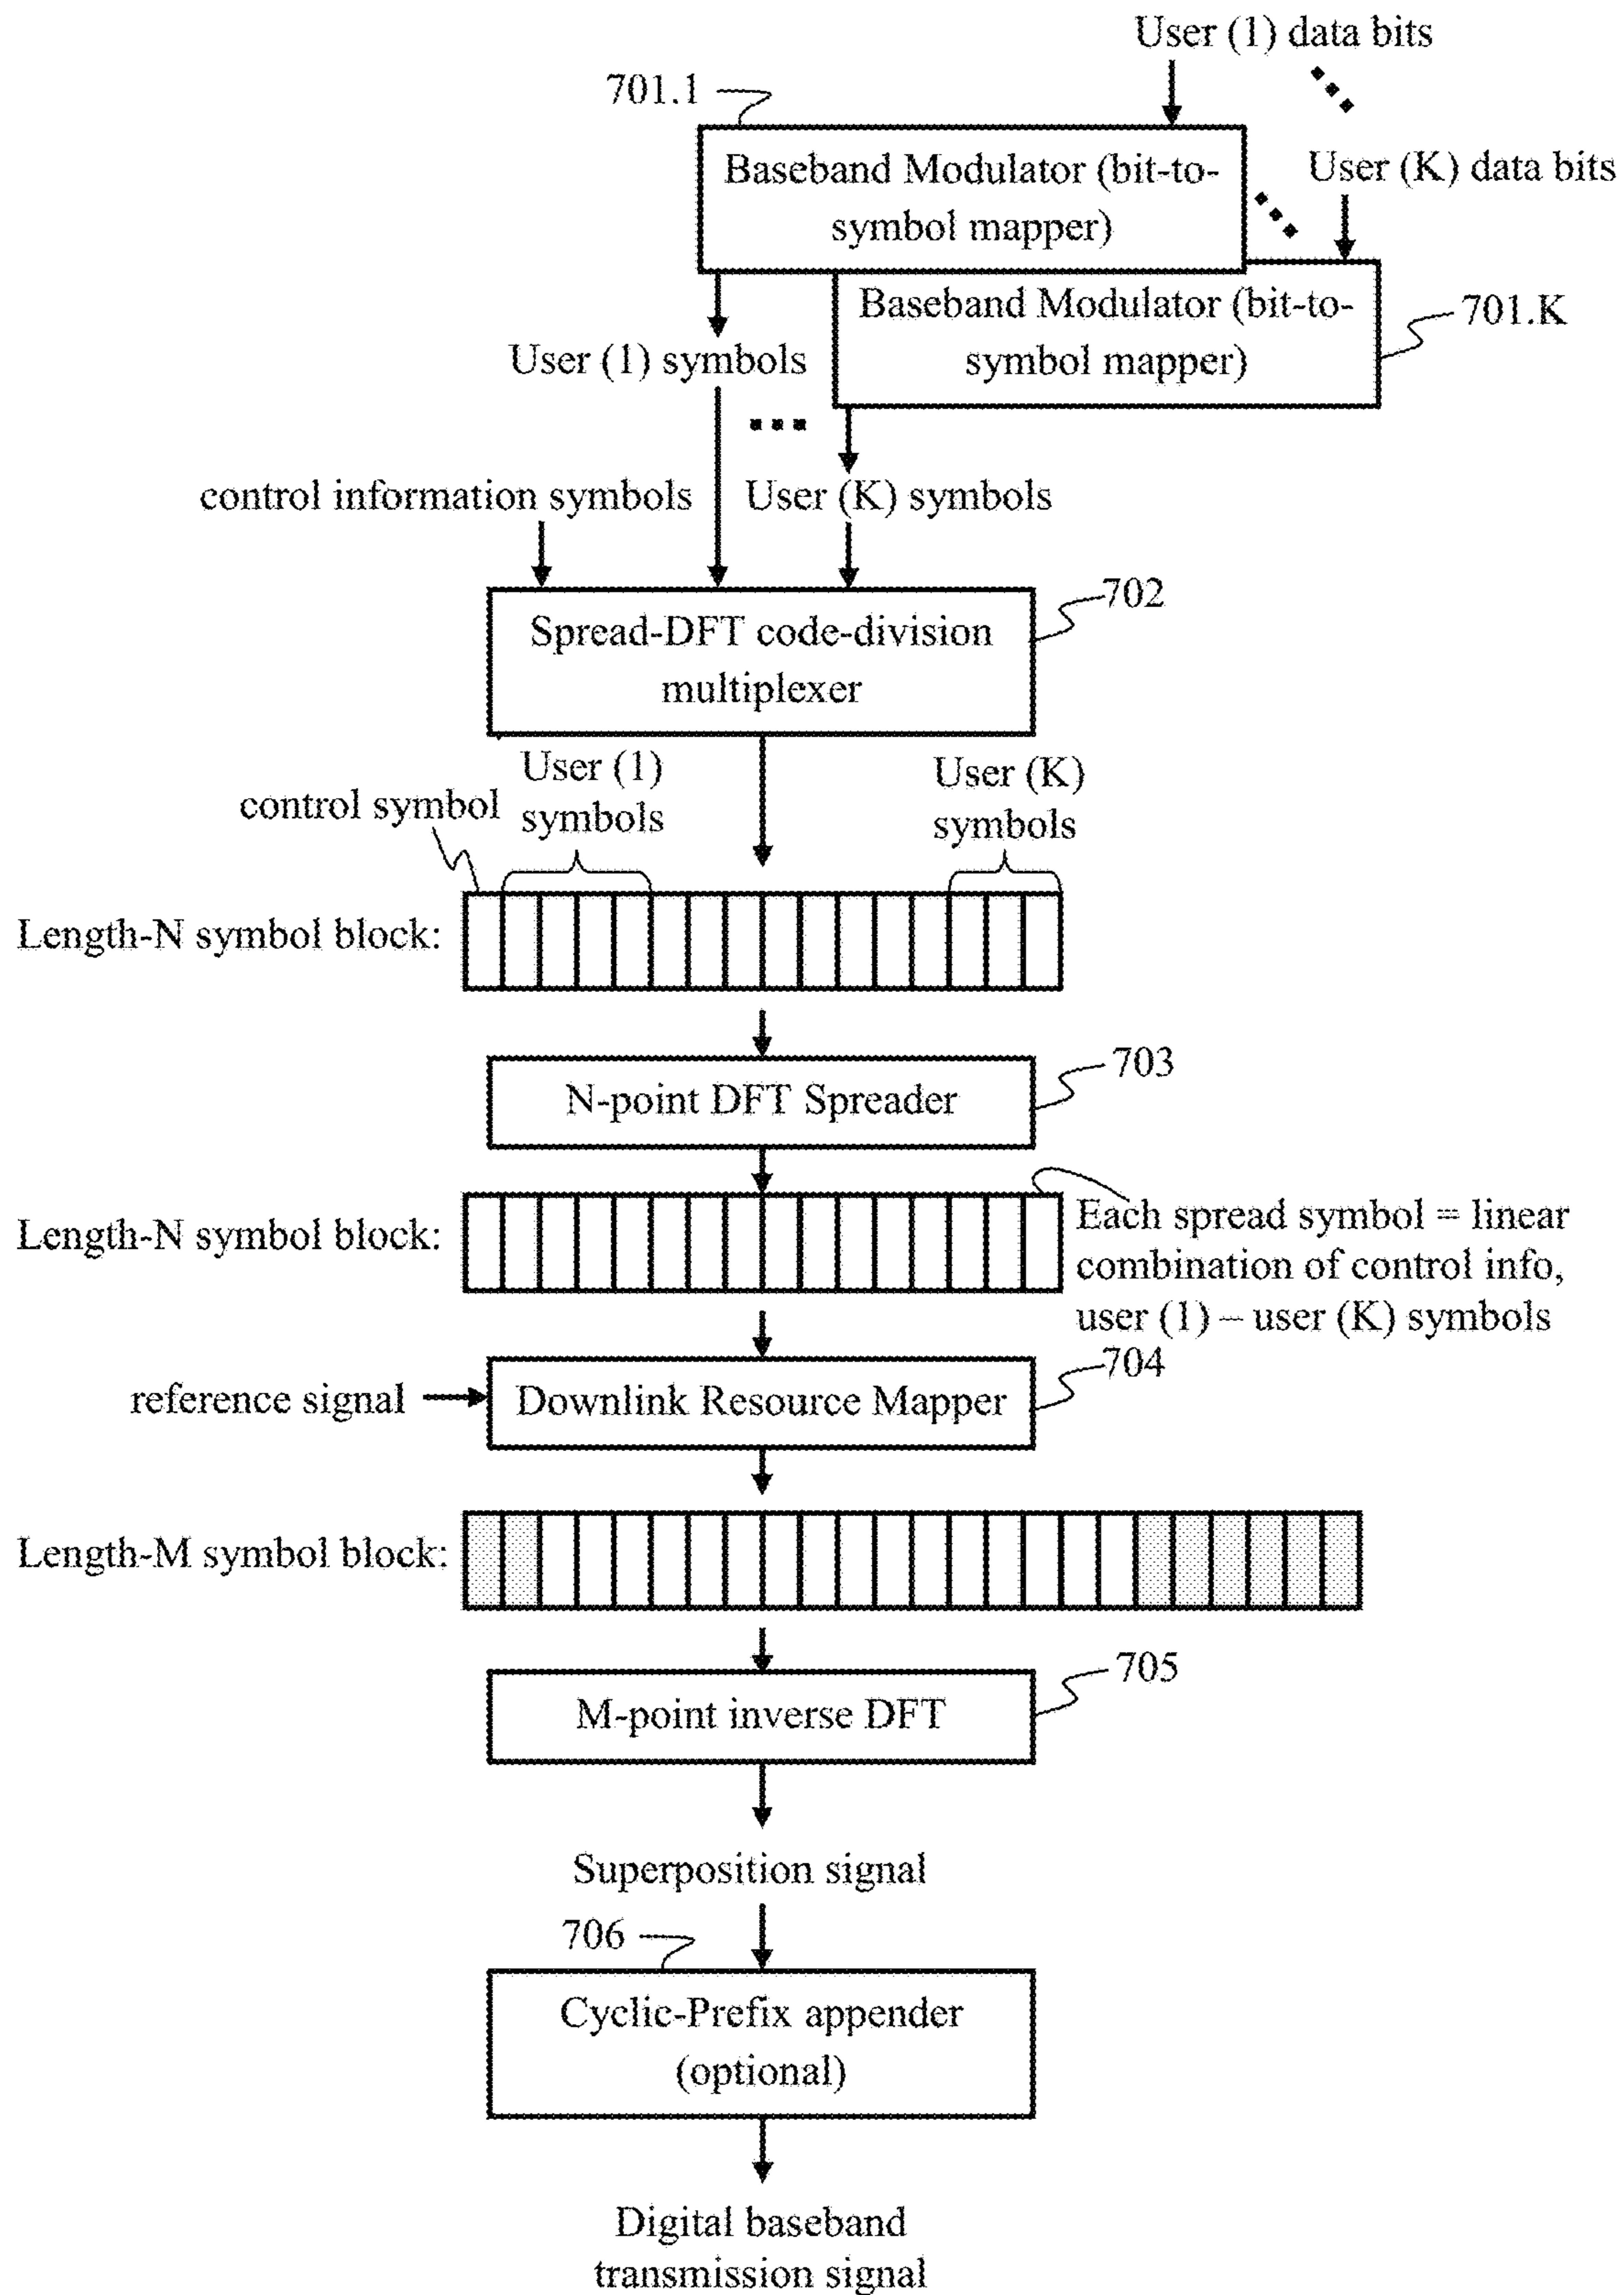 User (1) data bits
701.1
Baseband Modulator (bit-to-
symbol mapper)
User (K) data bits
Baseband Modulator (bit-to-
symbol mapper)
701.K
User (1) symbols
control information symbols
User (K) symbols
702
Spread-DFT code-division
multiplexer
User (1)
symbols
User (K)
symbols
control symbol
Length-N symbol block:
703
N-point DFT Spreader
Length-N symbol block:
Each spread symbol = linear
combination of control info,
user (1) – user (K) symbols
704
reference signal
Downlink Resource Mapper
Length-M symbol block:
705
M-point inverse DFT
Superposition signal
706
Cyclic-Prefix appender
(optional)
Digital baseband
transmission signal